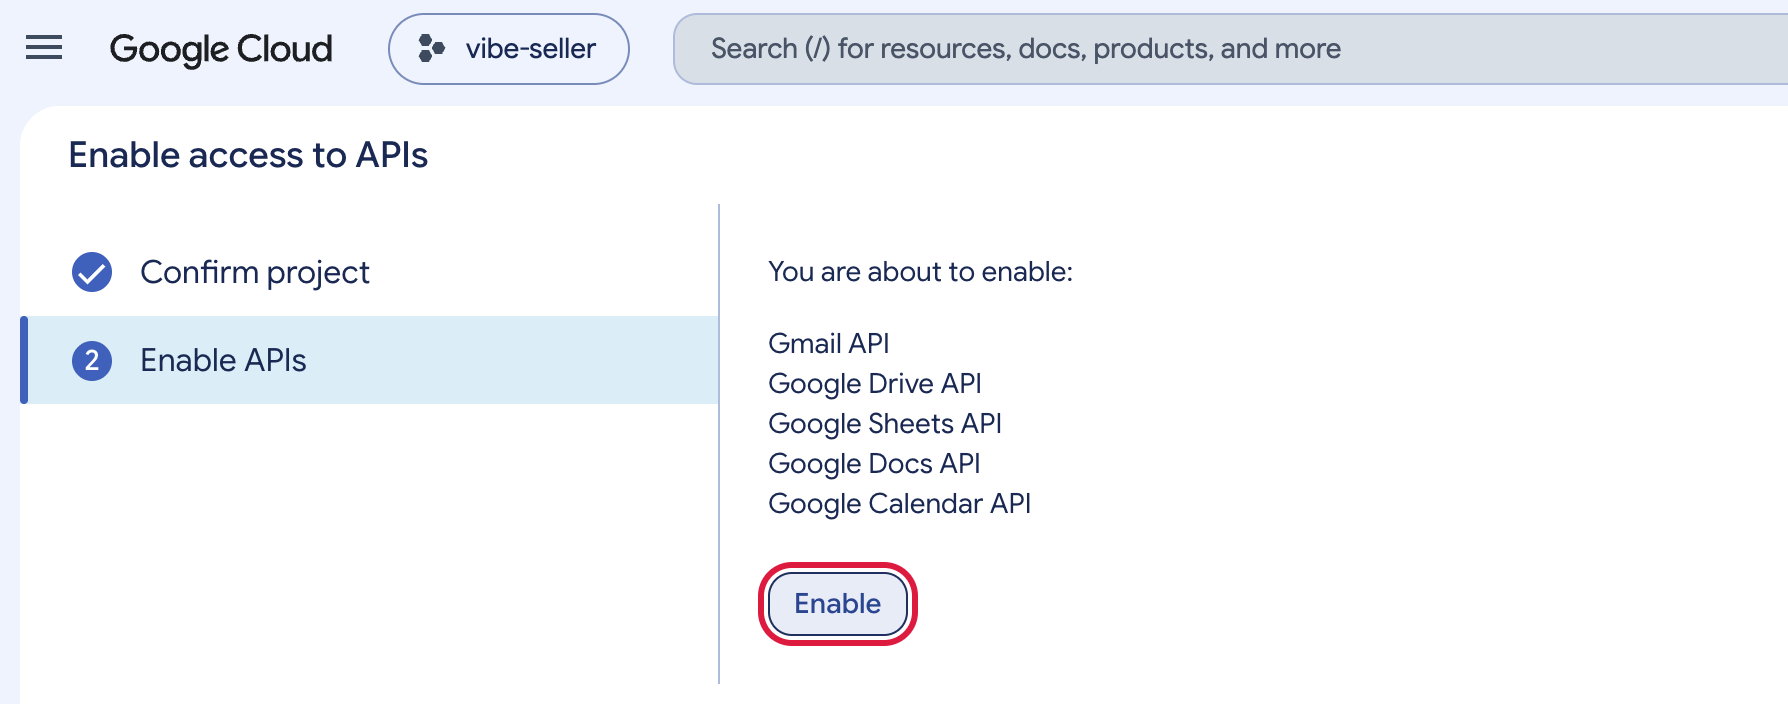 Google Cloud
vibe-seller
Search (/) for resources, docs, products, and more
Enable access to APIs
Confirm project
2 Enable APIs
You are about to enable:
Gmail API
Google Drive API
Google Sheets API
Google Docs API
Google Calendar API
Enable